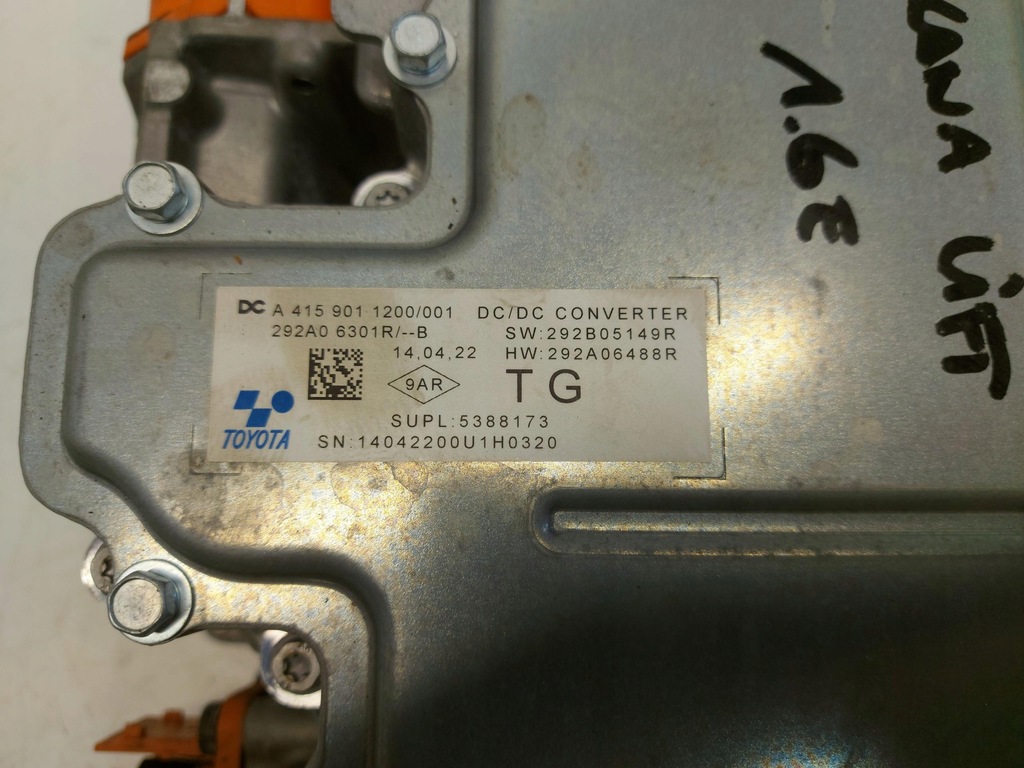 DC A 415 901 1200/001 DC/DC CONVERTER
292A0 6301R/--B SW:292B05149R
14,04,22 HW:292A06488R
9AR TG
TOYOTA
SUPL:5388173
SN:14042200U1H0320
1.6E